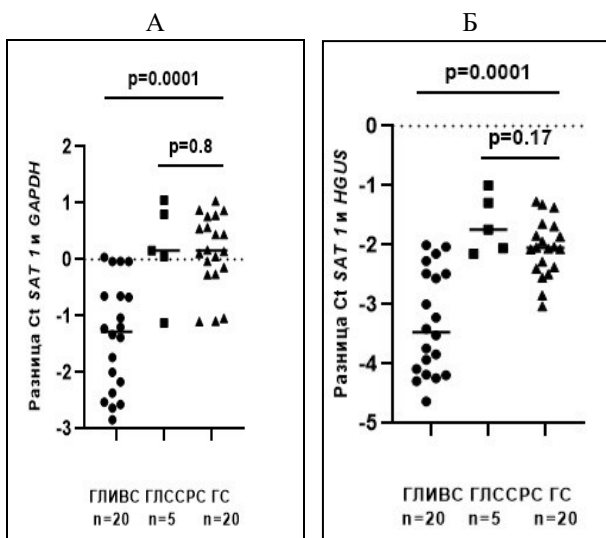 А
p=0.0001
p=0.8
2
1
0
-1
-2
-3
Разница Ct SAT 1 и GAPDH
ГЛИВС ГЛССРС ГС
n=20 n=5 n=20
Б
p=0.0001
0
p=0.17
-1
-2
-3
-4
-5
Разница Ct SAT 1 и HGUS
ГЛИВС ГЛССРС ГС
n=20 n=5 n=20